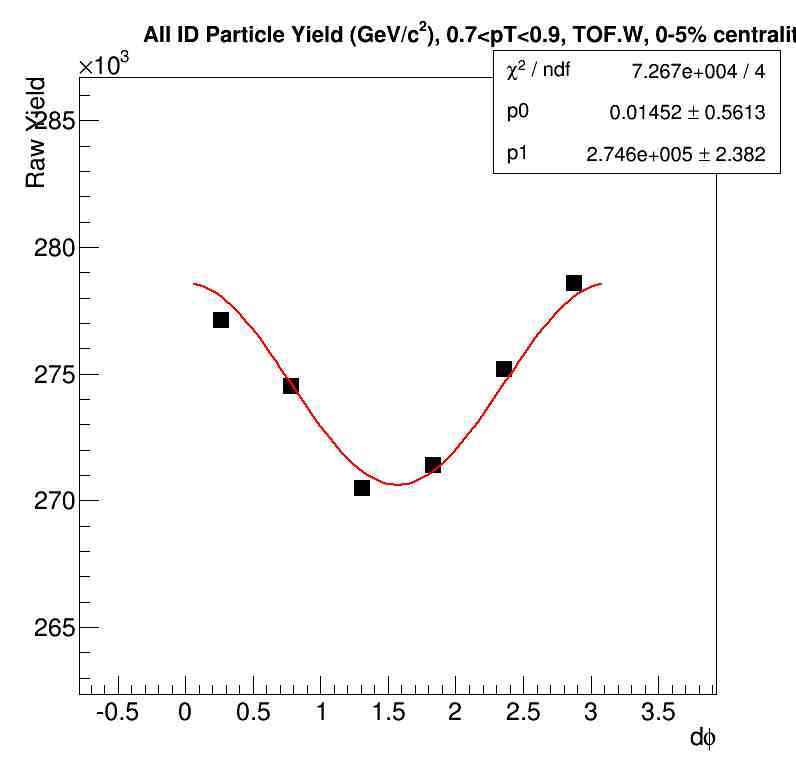 All ID Particle Yield (GeV/c²), 0.7<pT<0.9, TOF.W, 0-5% centralit
×10³
χ² / ndf 7.267e+004 / 4
p0 0.01452 ± 0.5613
p1 2.746e+005 ± 2.382
Raw Yield
285
280
275
270
265
-0.5 0 0.5 1 1.5 2 2.5 3 3.5
dϕ